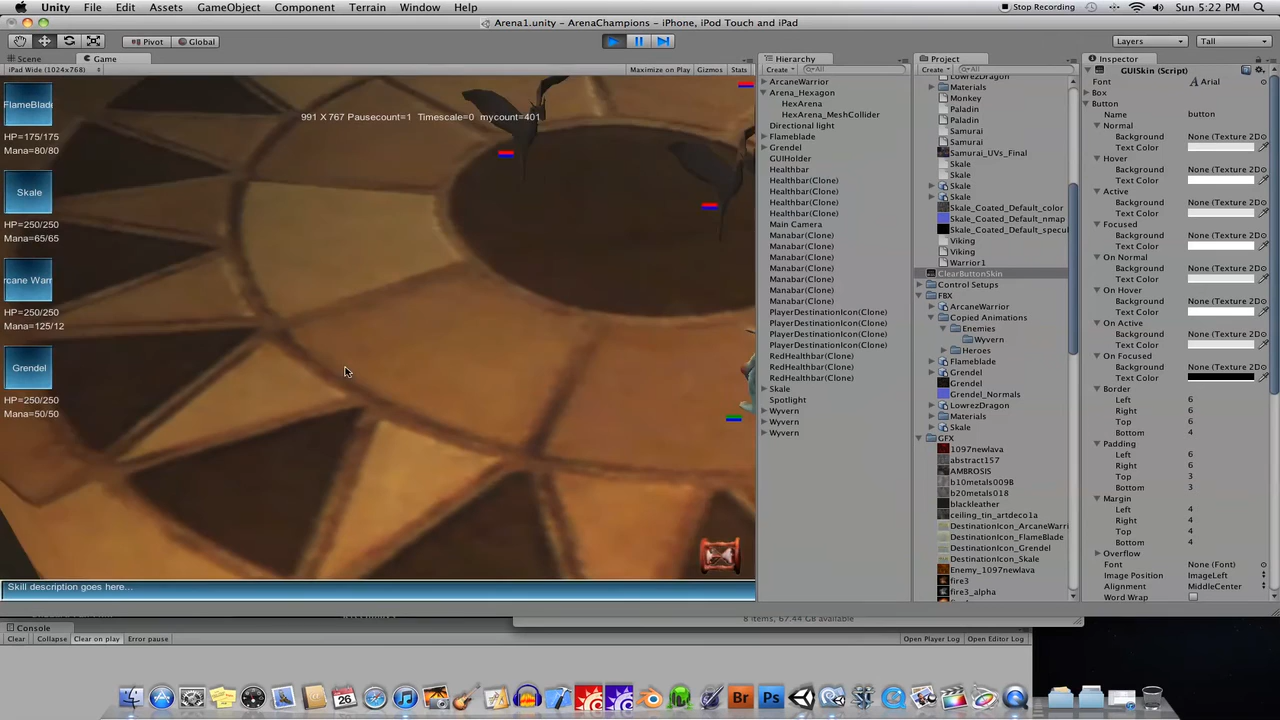 Unity File Edit Assets GameObject Component Terrain Window Help
Stop Recording Sun 5:22 PM
Arena1.unity - ArenaChampions - iPhone, iPod Touch and iPad
Pivot Global Layers Tall
Scene Game
iPad Wide (1024x768) Maximize on Play Gizmos Stats
FlameBlade
HP=175/175
Mana=80/80
Skale
HP=250/250
Mana=65/65
rcane Warr
HP=250/250
Mana=125/12
Grendel
HP=250/250
Mana=50/50
991 X 767 Pausecount=1 Timescale=0 mycount=401
Skill description goes here...
Hierarchy
Create All
ArcaneWarrior
Arena_Hexagon
HexArena
HexArena_MeshCollider
Directional light
Flameblade
Grendel
GUIHolder
Healthbar
Healthbar(Clone)
Healthbar(Clone)
Healthbar(Clone)
Healthbar(Clone)
Main Camera
Manabar(Clone)
Manabar(Clone)
Manabar(Clone)
Manabar(Clone)
Manabar(Clone)
Manabar(Clone)
Manabar(Clone)
PlayerDestinationIcon(Clone)
PlayerDestinationIcon(Clone)
PlayerDestinationIcon(Clone)
PlayerDestinationIcon(Clone)
RedHealthbar(Clone)
RedHealthbar(Clone)
RedHealthbar(Clone)
Skale
Spotlight
Wyvern
Wyvern
Wyvern
Project
Create All
LowrezDragon
Materials
Monkey
Paladin
Paladin
Samurai
Samurai
Samurai_UVs_Final
Skale
Skale
Skale
Skale
Skale_Coated_Default_color
Skale_Coated_Default_nmap
Skale_Coated_Default_specul
Viking
Viking
Warrior1
ClearButtonSkin
Control Setups
FBX
ArcaneWarrior
Copied Animations
Enemies
Wyvern
Heroes
Flameblade
Grendel
Grendel
Grendel_Normals
LowrezDragon
Materials
Skale
GFX
1097newlava
abstract157
AMBROSIS
b10metals009B
b20metals018
blackleather
ceiling_tin_artdeco1a
DestinationIcon_ArcaneWarri
DestinationIcon_FlameBlade
DestinationIcon_Grendel
DestinationIcon_Skale
Enemy_1097newlava
fire3
fire3_alpha
Inspector
GUISkin (Script)
Font Arial
Box
Button
Name button
Normal
Background None (Texture 2D
Text Color
Hover
Background None (Texture 2D
Text Color
Active
Background None (Texture 2D
Text Color
Focused
Background None (Texture 2D
Text Color
On Normal
Background None (Texture 2D
Text Color
On Hover
Background None (Texture 2D
Text Color
On Active
Background None (Texture 2D
Text Color
On Focused
Background None (Texture 2D
Text Color
Border
Left 6
Right 6
Top 6
Bottom 4
Padding
Left 6
Right 6
Top 3
Bottom 3
Margin
Left 4
Right 4
Top 4
Bottom 4
Overflow
Font None (Font)
Image Position ImageLeft
Alignment MiddleCenter
Word Wrap
8 items, 67.44 GB available
Console
Clear Collapse Clear on play Error pause Open Player Log Open Editor Log
26
Br Ps